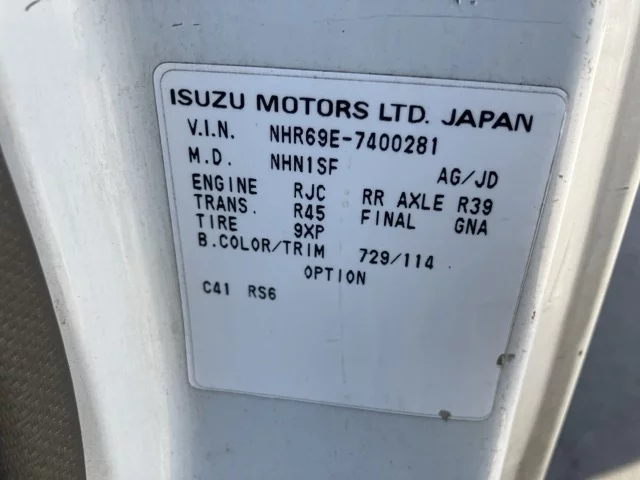 ISUZU MOTORS LTD. JAPAN
V.I.N. NHR69E-7400281
M.D. NHN1SF AG/JD
ENGINE RJC RR AXLE R39
TRANS. R45 FINAL GNA
TIRE 9XP
B.COLOR/TRIM 729/114
OPTION
C41 RS6